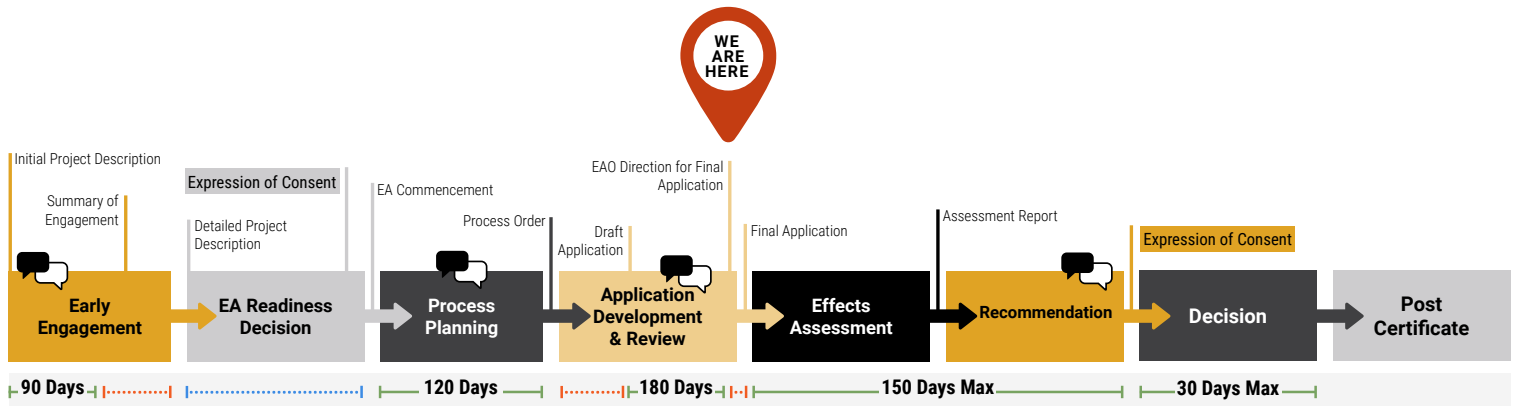 WE
ARE
HERE
Initial Project Description
Summary of
Engagement
Expression of Consent
Detailed Project
Description
EA Commencement
Process Order
EAO Direction for Final
Application
Draft
Application
Final Application
Assessment Report
Expression of Consent
Early
Engagement
EA Readiness
Decision
Process
Planning
Application
Development
& Review
Effects
Assessment
Recommendation
Decision
Post
Certificate
90 Days
120 Days
180 Days
150 Days Max
30 Days Max